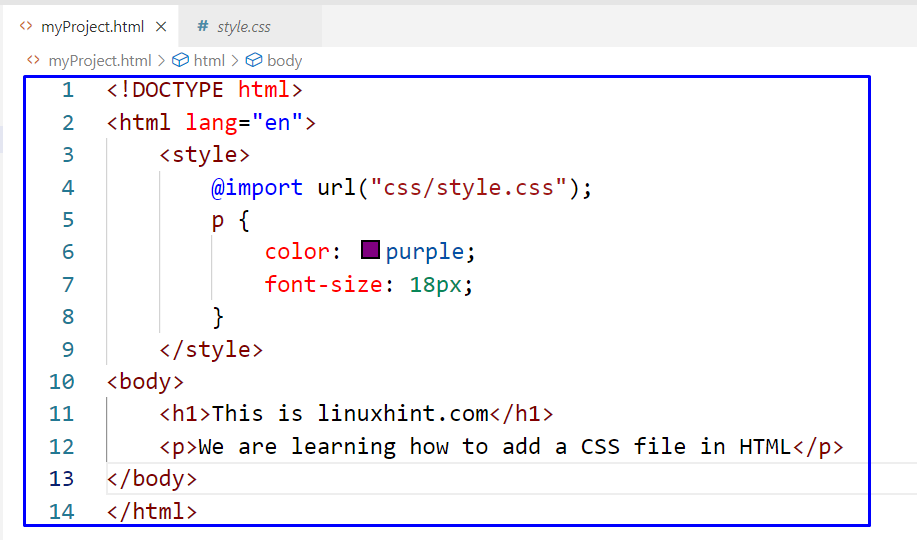 <> myProject.html × # style.css
<> myProject.html > html > body
1 <!DOCTYPE html>
2 <html lang="en">
3     <style>
4         @import url("css/style.css");
5         p {
6             color: purple;
7             font-size: 18px;
8         }
9     </style>
10 <body>
11     <h1>This is linuxhint.com</h1>
12     <p>We are learning how to add a CSS file in HTML</p>
13 </body>
14 </html>